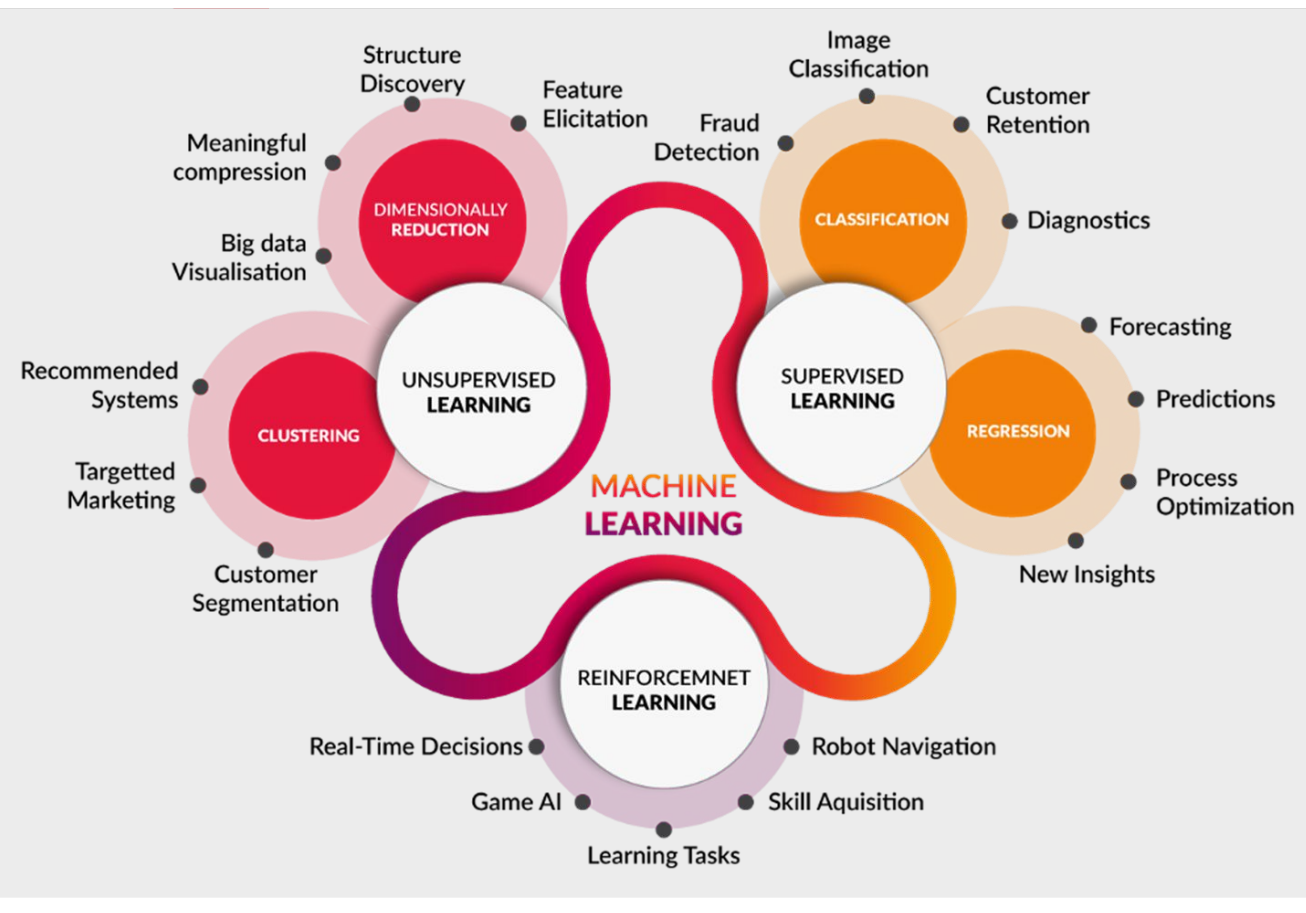 Structure
Discovery
Feature
Elicitation
Meaningful
compression
DIMENSIONALLY
REDUCTION
Big data
Visualisation
UNSUPERVISED
LEARNING
Recommended
Systems
CLUSTERING
Targetted
Marketing
Customer
Segmentation
Image
Classification
Customer
Retention
Fraud
Detection
CLASSIFICATION
Diagnostics
SUPERVISED
LEARNING
Forecasting
Predictions
REGRESSION
Process
Optimization
New Insights
MACHINE
LEARNING
REINFORCEMNET
LEARNING
Real-Time Decisions
Robot Navigation
Game AI
Skill Aquisition
Learning Tasks